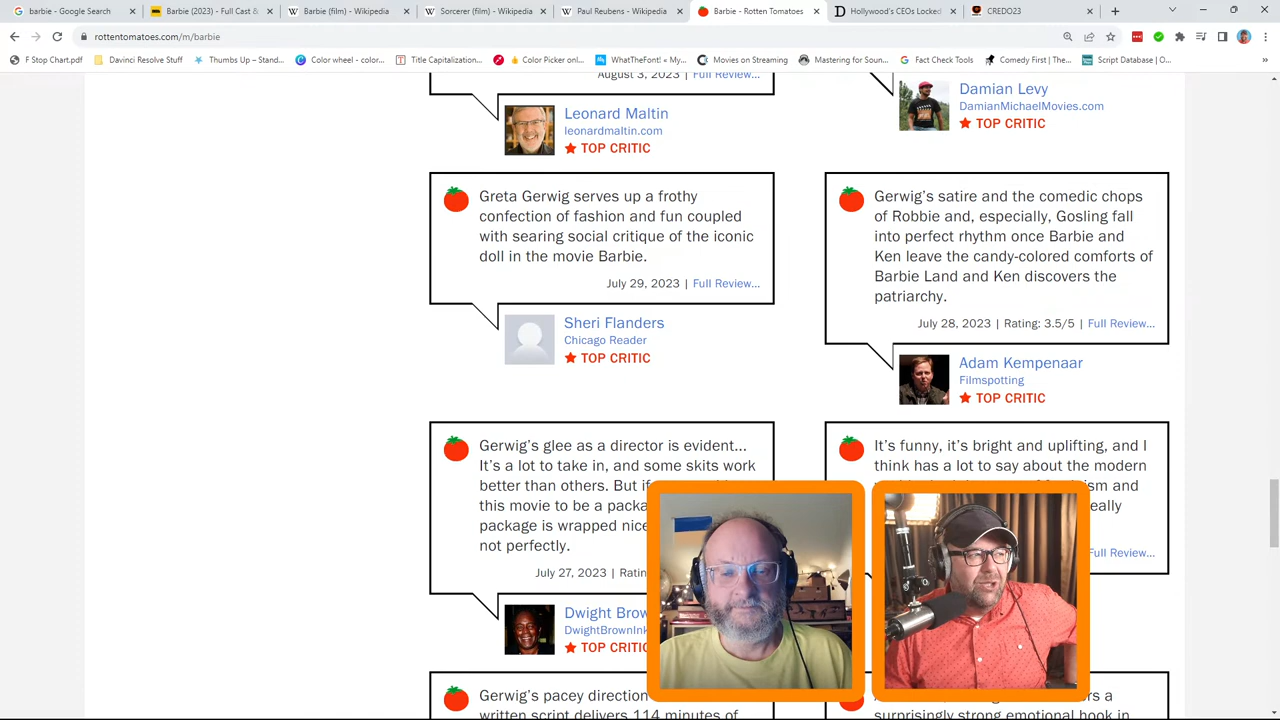 barbie - Google Search
Barbie (2023) - Full Cast &
Barbie (film) - Wikipedia
Sorcerer (film) - Wikipedia
Paul Reubens - Wikipedia
Barbie - Rotten Tomatoes
Hollywood's CEOs Locked
CREDO23
rottentomatoes.com/m/barbie
F Stop Chart.pdf
Davinci Resolve Stuff
Thumbs Up – Stand...
Color wheel - color...
Title Capitalization...
Color Picker onl...
WhatTheFont! « My...
Movies on Streaming
Mastering for Soun...
Fact Check Tools
Comedy First | The...
Script Database | O...
August 3, 2023 | Full Review...
Leonard Maltin
leonardmaltin.com
TOP CRITIC
Damian Levy
DamianMichaelMovies.com
TOP CRITIC
Greta Gerwig serves up a frothy
confection of fashion and fun coupled
with searing social critique of the iconic
doll in the movie Barbie.
July 29, 2023 | Full Review...
Sheri Flanders
Chicago Reader
TOP CRITIC
Gerwig's satire and the comedic chops
of Robbie and, especially, Gosling fall
into perfect rhythm once Barbie and
Ken leave the candy-colored comforts of
Barbie Land and Ken discovers the
patriarchy.
July 28, 2023 | Rating: 3.5/5 | Full Review...
Adam Kempenaar
Filmspotting
TOP CRITIC
Gerwig's glee as a director is evident...
It's a lot to take in, and some skits work
better than others. But if
this movie to be a packa
package is wrapped nice
not perfectly.
July 27, 2023 | Ratin
Dwight Brow
DwightBrownInk
TOP CRITIC
It's funny, it's bright and uplifting, and I
think has a lot to say about the modern
ism and
eally
Full Review...
Gerwig's pacey direction
written script delivers 114 minutes of
rs a
surprisingly strong emotional hook in